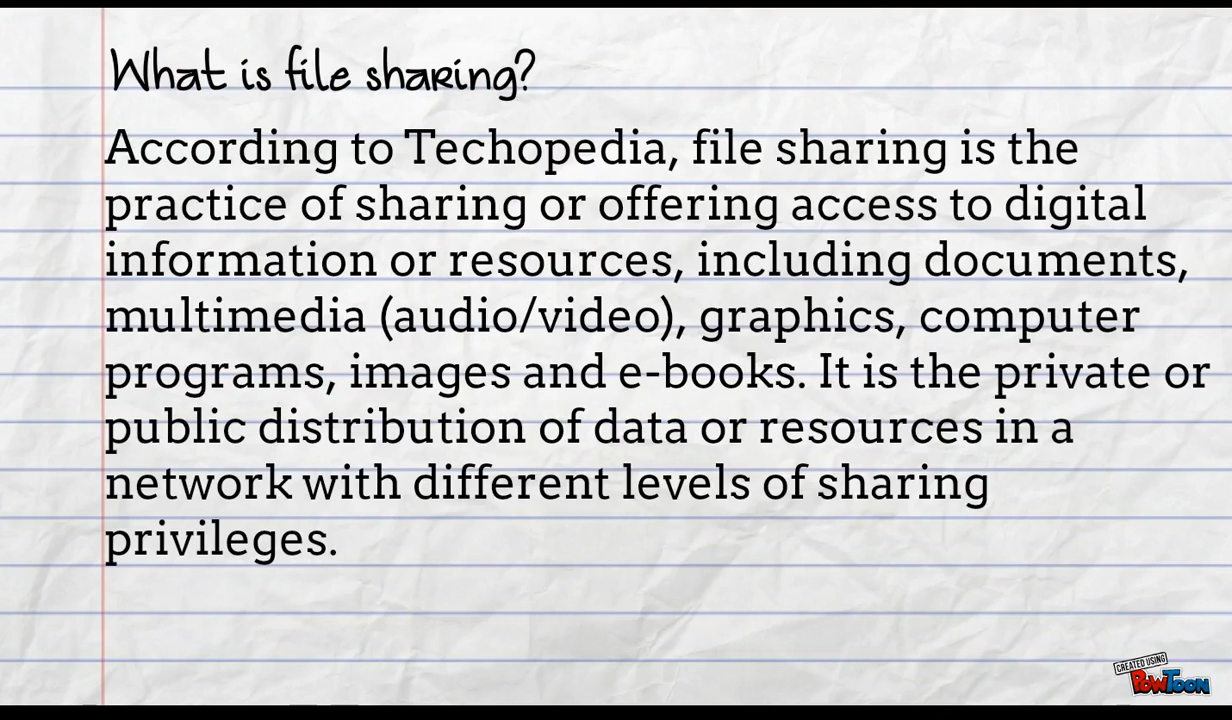 What is file sharing?
According to Techopedia, file sharing is the
practice of sharing or offering access to digital
information or resources, including documents,
multimedia (audio/video), graphics, computer
programs, images and e-books. It is the private or
public distribution of data or resources in a
network with different levels of sharing
privileges.
CREATED USING
POWTOON